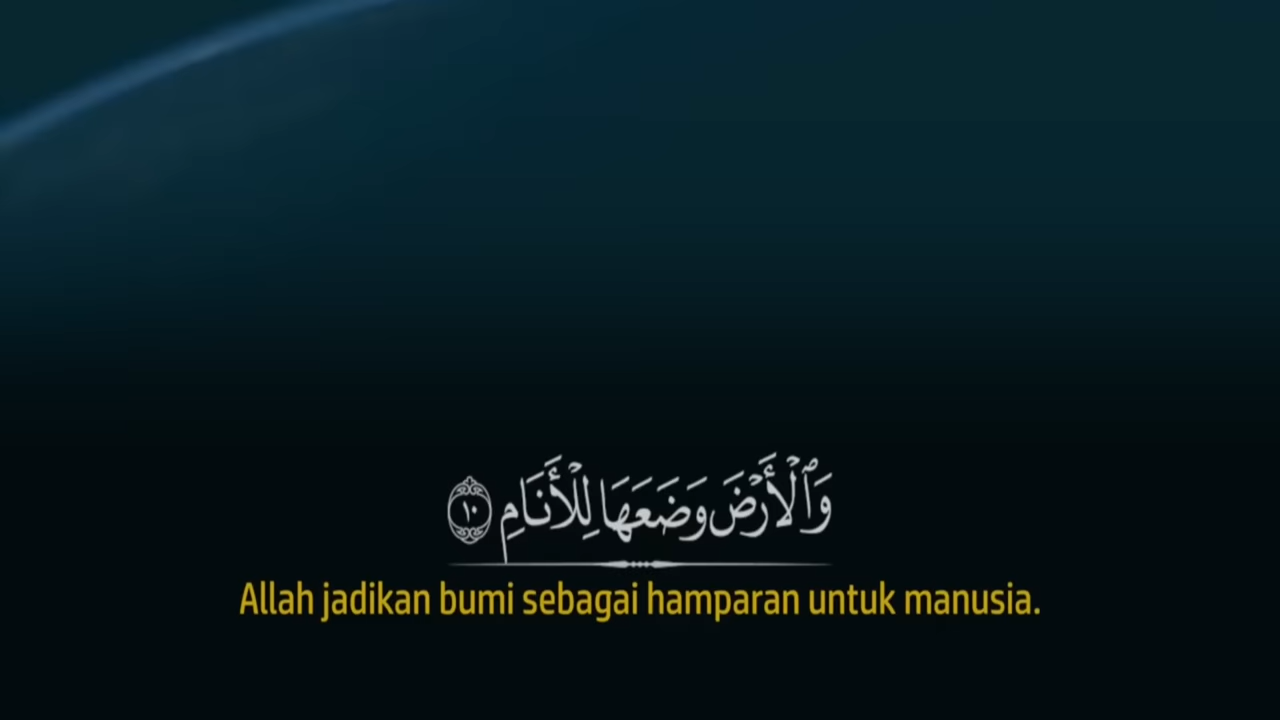 وَٱلْأَرْضَ وَضَعَهَا لِلْأَنَامِ ١٠
Allah jadikan bumi sebagai hamparan untuk manusia.